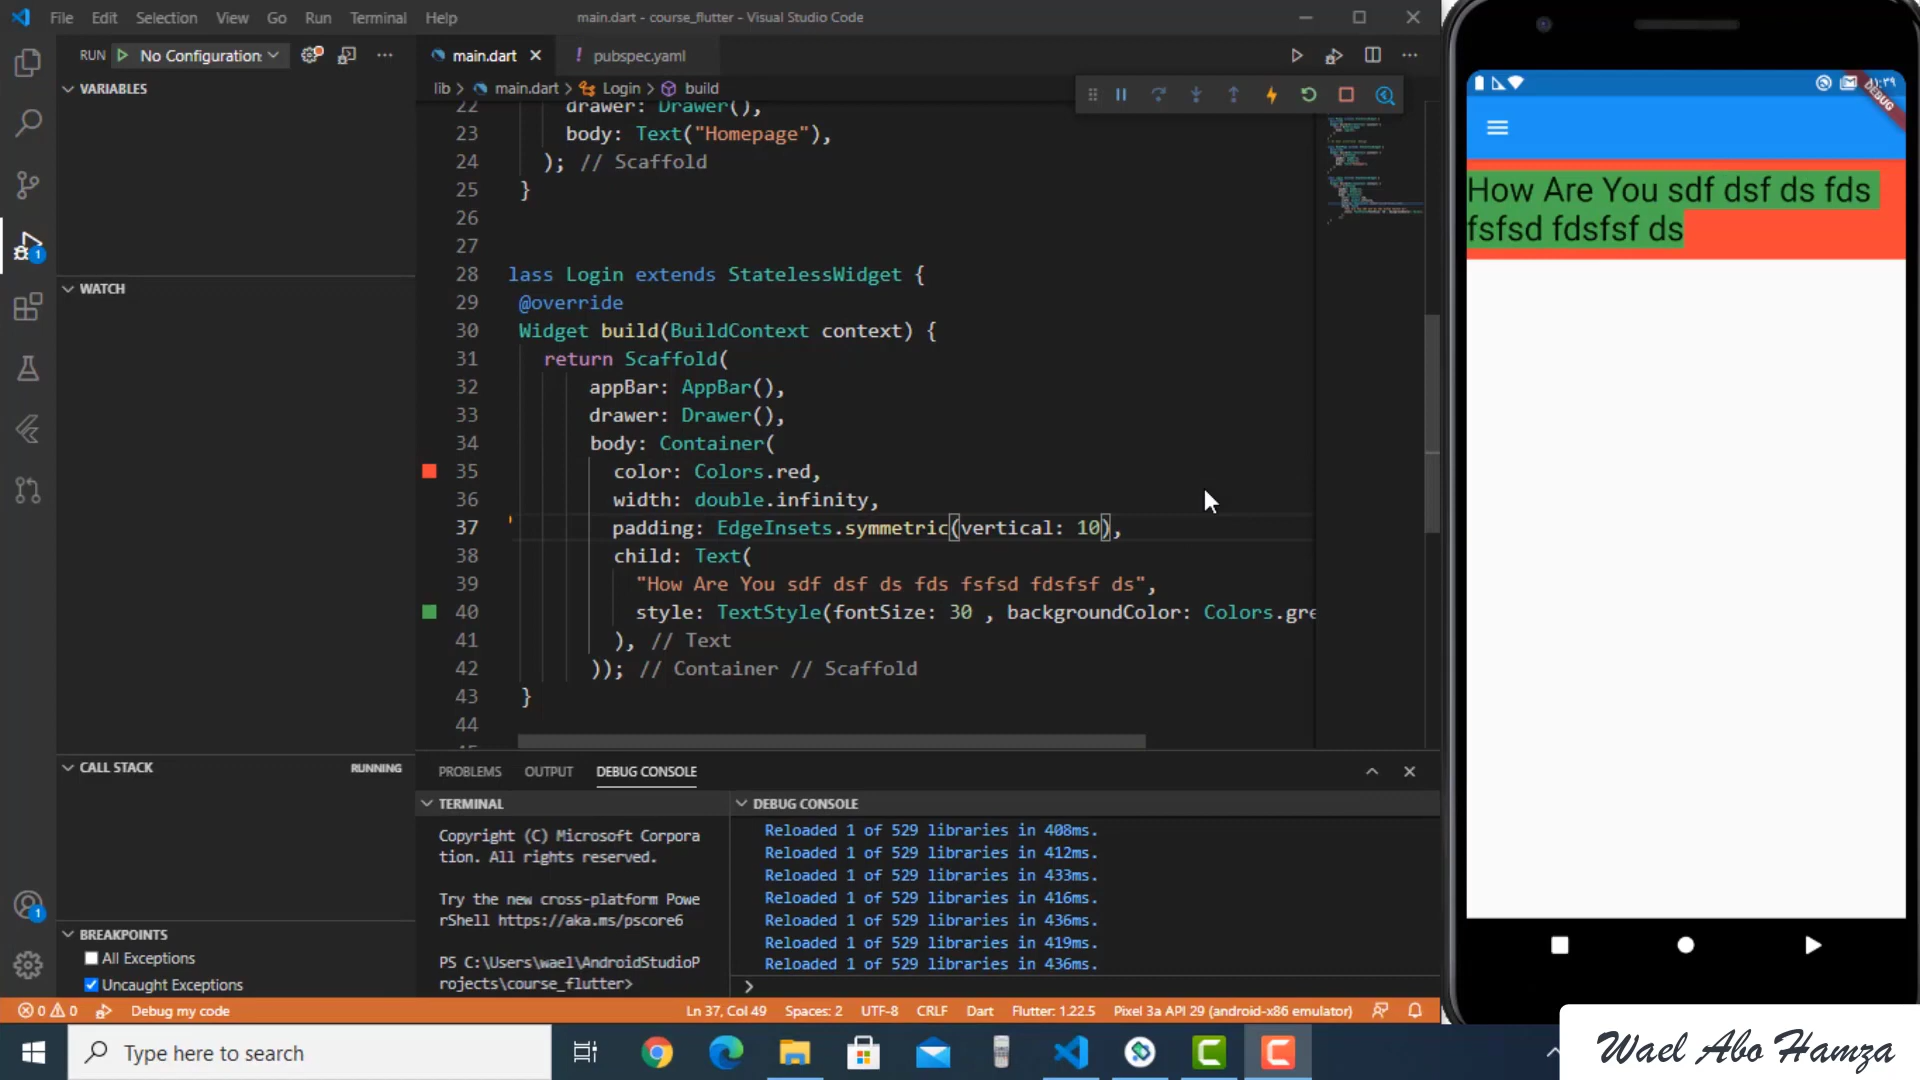 File Edit Selection View Go Run Terminal Help
main.dart - course_flutter - Visual Studio Code
RUN No Configuration
main.dart
! pubspec.yaml
lib > main.dart > Login > build
VARIABLES
WATCH
CALL STACK
RUNNING
BREAKPOINTS
All Exceptions
Uncaught Exceptions
22 drawer: Drawer(),
23 body: Text("Homepage"),
24 ); // Scaffold
25 }
26
27
28 lass Login extends StatelessWidget {
29 @override
30 Widget build(BuildContext context) {
31 return Scaffold(
32 appBar: AppBar(),
33 drawer: Drawer(),
34 body: Container(
35 color: Colors.red,
36 width: double.infinity,
37 padding: EdgeInsets.symmetric(vertical: 10),
38 child: Text(
39 "How Are You sdf dsf ds fds fsfsd fdsfsf ds",
40 style: TextStyle(fontSize: 30 , backgroundColor: Colors.gre
41 ), // Text
42 )); // Container // Scaffold
43 }
44
PROBLEMS OUTPUT DEBUG CONSOLE
TERMINAL
Copyright (C) Microsoft Corpora
tion. All rights reserved.
Try the new cross-platform Powe
rShell https://aka.ms/pscore6
PS C:\Users\wael\AndroidStudioP
rojects\course_flutter>
DEBUG CONSOLE
Reloaded 1 of 529 libraries in 408ms.
Reloaded 1 of 529 libraries in 412ms.
Reloaded 1 of 529 libraries in 433ms.
Reloaded 1 of 529 libraries in 416ms.
Reloaded 1 of 529 libraries in 436ms.
Reloaded 1 of 529 libraries in 419ms.
Reloaded 1 of 529 libraries in 436ms.
>
1
1
0 0 Debug my code
Ln 37, Col 49 Spaces: 2 UTF-8 CRLF Dart Flutter: 1.22.5 Pixel 3a API 29 (android-x86 emulator)
Type here to search
DEBUG
How Are You sdf dsf ds fds
fsfsd fdsfsf ds
Wael Abo Hamza